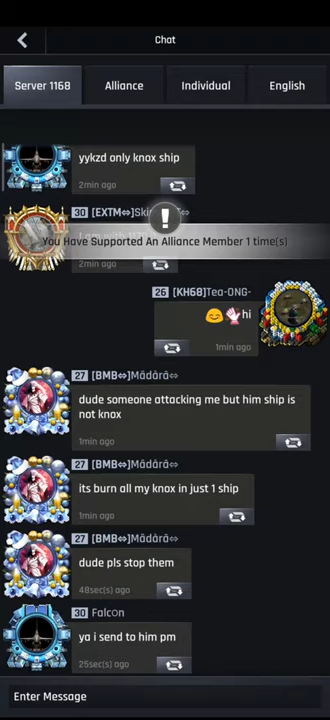 Chat
Server 1168
Alliance
Individual
English
yykzd only knox ship
2min ago
30 [EXTM⇔]
You Have Supported An Alliance Member 1 time(s)
2min ago
26 [KH68]Tea-ONG-
🤗👋hi
1min ago
27 [BMB⇔]Mãdãrã⇔
dude someone attacking me but him ship is
not knox
1min ago
27 [BMB⇔]Mãdãrã⇔
its burn all my knox in just 1 ship
1min ago
27 [BMB⇔]Mãdãrã⇔
dude pls stop them
48sec(s) ago
30 Falcon
ya i send to him pm
25sec(s) ago
Enter Message